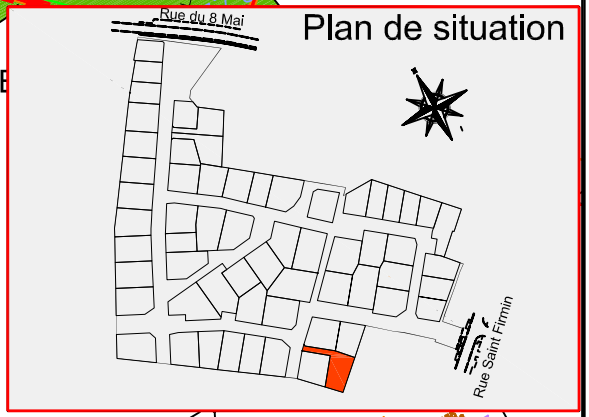 Plan de situation
Rue du 8 Mai
Rue Saint Firmin